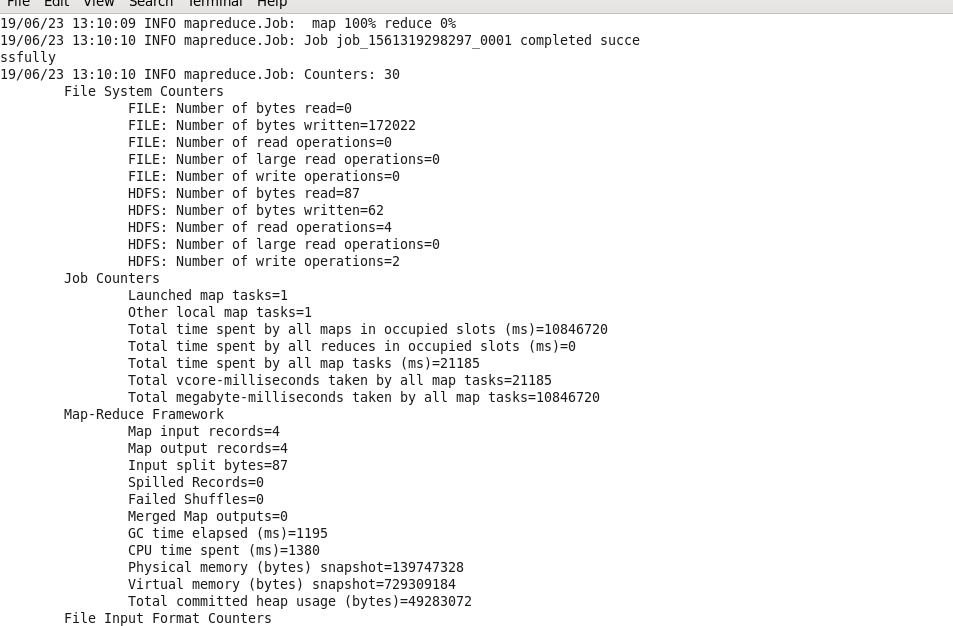 File Edit View Search Terminal Help
19/06/23 13:10:09 INFO mapreduce.Job:  map 100% reduce 0%
19/06/23 13:10:10 INFO mapreduce.Job: Job job_1561319298297_0001 completed succe
ssfully
19/06/23 13:10:10 INFO mapreduce.Job: Counters: 30
File System Counters
FILE: Number of bytes read=0
FILE: Number of bytes written=172022
FILE: Number of read operations=0
FILE: Number of large read operations=0
FILE: Number of write operations=0
HDFS: Number of bytes read=87
HDFS: Number of bytes written=62
HDFS: Number of read operations=4
HDFS: Number of large read operations=0
HDFS: Number of write operations=2
Job Counters
Launched map tasks=1
Other local map tasks=1
Total time spent by all maps in occupied slots (ms)=10846720
Total time spent by all reduces in occupied slots (ms)=0
Total time spent by all map tasks (ms)=21185
Total vcore-milliseconds taken by all map tasks=21185
Total megabyte-milliseconds taken by all map tasks=10846720
Map-Reduce Framework
Map input records=4
Map output records=4
Input split bytes=87
Spilled Records=0
Failed Shuffles=0
Merged Map outputs=0
GC time elapsed (ms)=1195
CPU time spent (ms)=1380
Physical memory (bytes) snapshot=139747328
Virtual memory (bytes) snapshot=729309184
Total committed heap usage (bytes)=49283072
File Input Format Counters